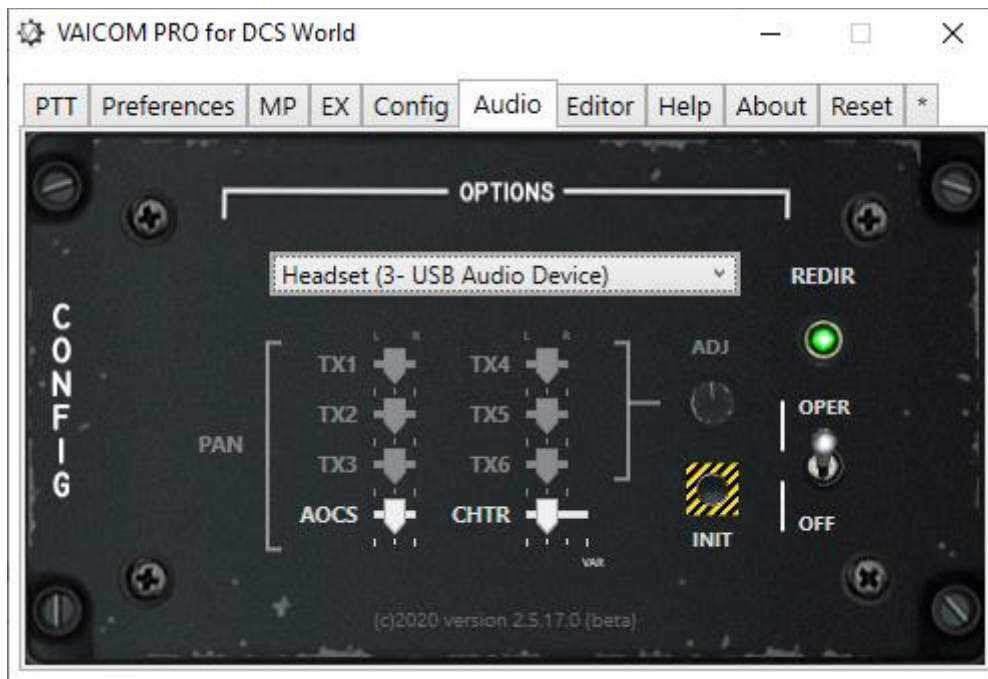 VAICOM PRO for DCS World
PTT Preferences MP EX Config Audio Editor Help About Reset *
OPTIONS
Headset (3- USB Audio Device)
REDIR
CONFIG
L R L R
ADJ
TX1 TX4
TX2 TX5
OPER
PAN
TX3 TX6
AOCS CHTR
OFF
INIT
VAR
(c)2020 version 2.5.17.0 (beta)